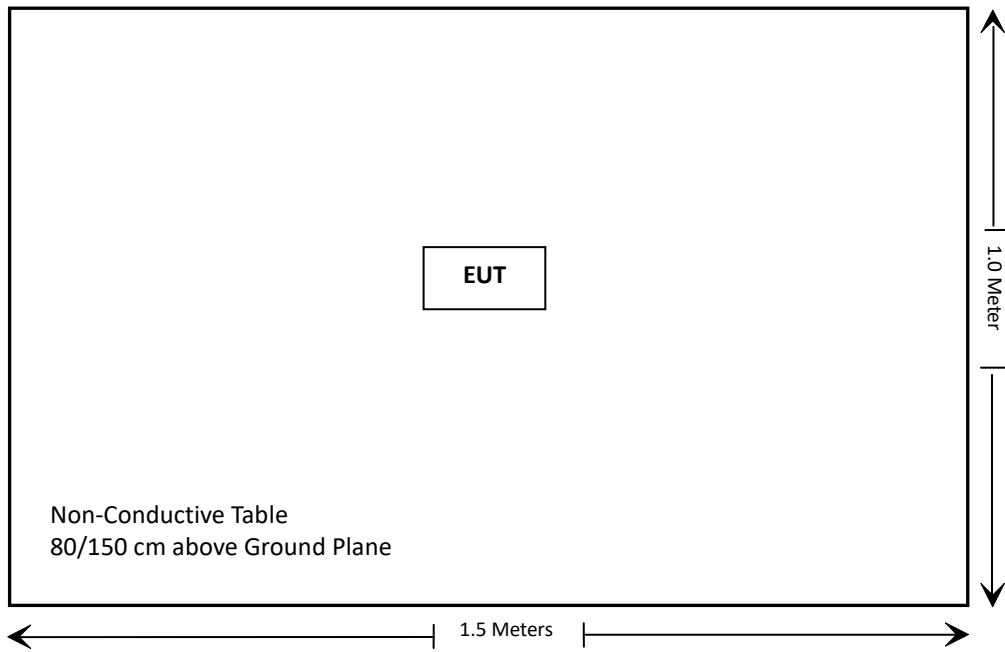 EUT
1.0 Meter
Non-Conductive Table
80/150 cm above Ground Plane
1.5 Meters